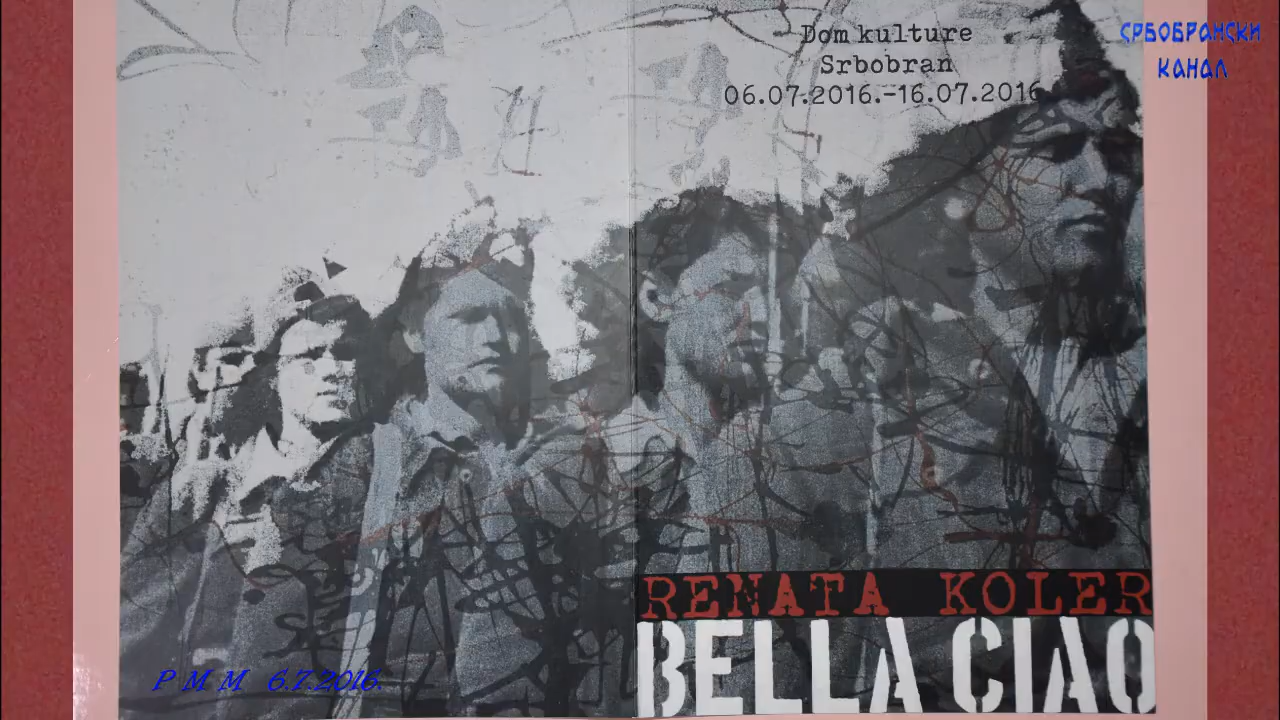 Dom kulture
Srbobran
06.07.2016.-16.07.2016
СРБОБРАНСКИ
КАНАЛ
RENATA KOLER
BELLA CIAO
P M M 6.7.2016.